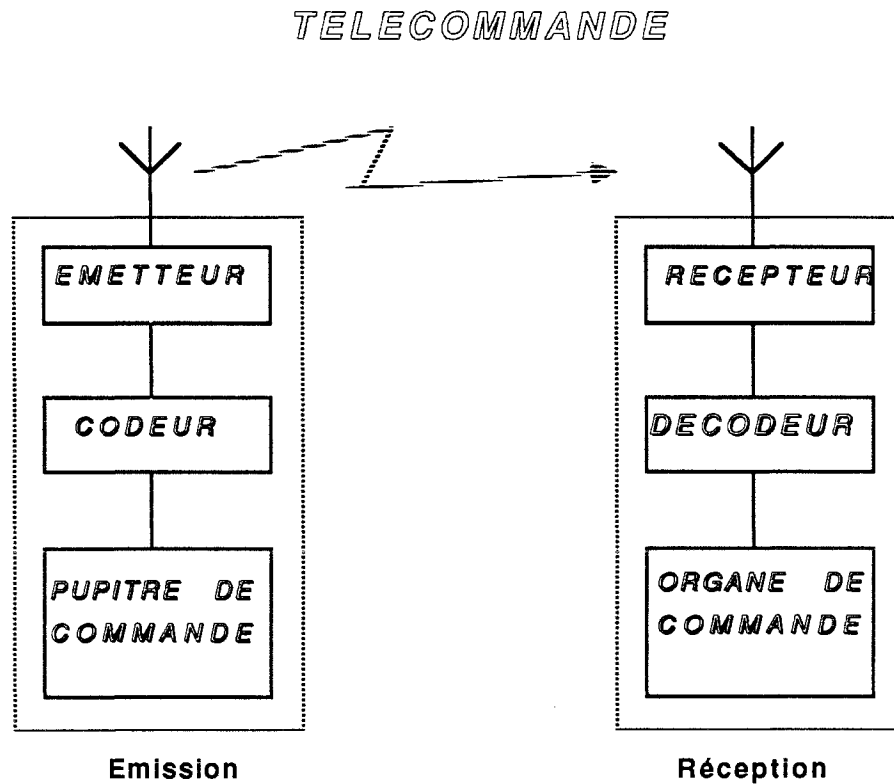 TELECOMMANDE
EMETTEUR
CODEUR
PUPITRE DE
COMMANDE
Emission
RECEPTEUR
DECODEUR
ORGANE DE
COMMANDE
Réception